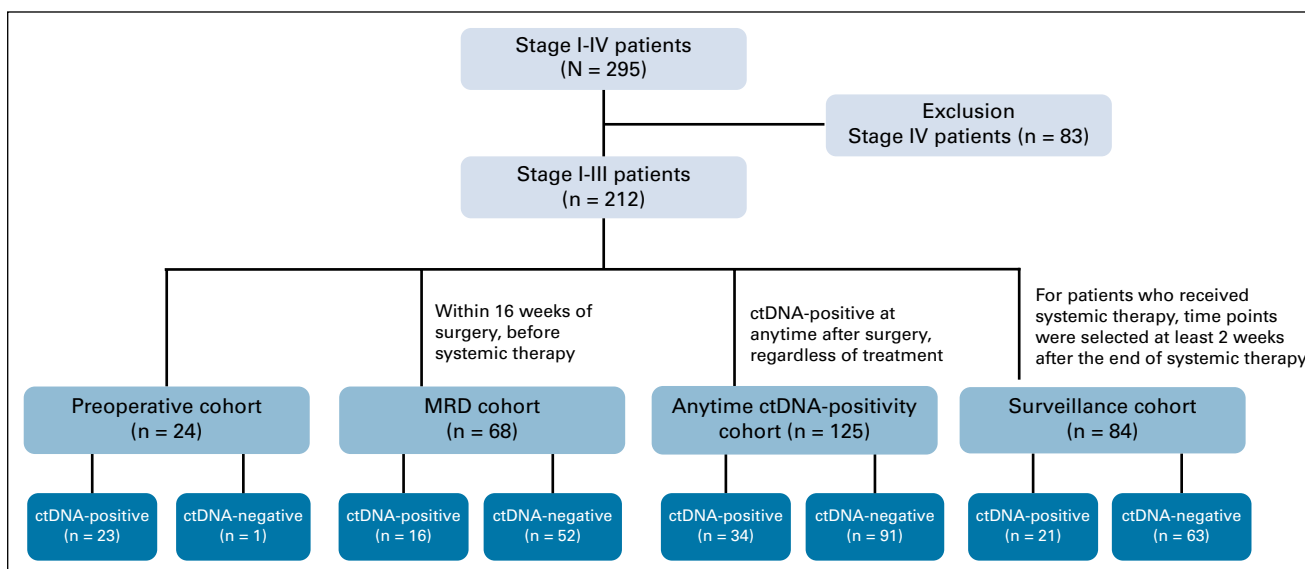 Stage I-IV patients
(N = 295)
Exclusion
Stage IV patients (n = 83)
Stage I-III patients
(n = 212)
Within 16 weeks of
surgery, before
systemic therapy
ctDNA-positive at
anytime after surgery,
regardless of treatment
For patients who received
systemic therapy, time points
were selected at least 2 weeks
after the end of systemic therapy
Preoperative cohort
(n = 24)
MRD cohort
(n = 68)
Anytime ctDNA-positivity
cohort (n = 125)
Surveillance cohort
(n = 84)
ctDNA-positive
(n = 23)
ctDNA-negative
(n = 1)
ctDNA-positive
(n = 16)
ctDNA-negative
(n = 52)
ctDNA-positive
(n = 34)
ctDNA-negative
(n = 91)
ctDNA-positive
(n = 21)
ctDNA-negative
(n = 63)